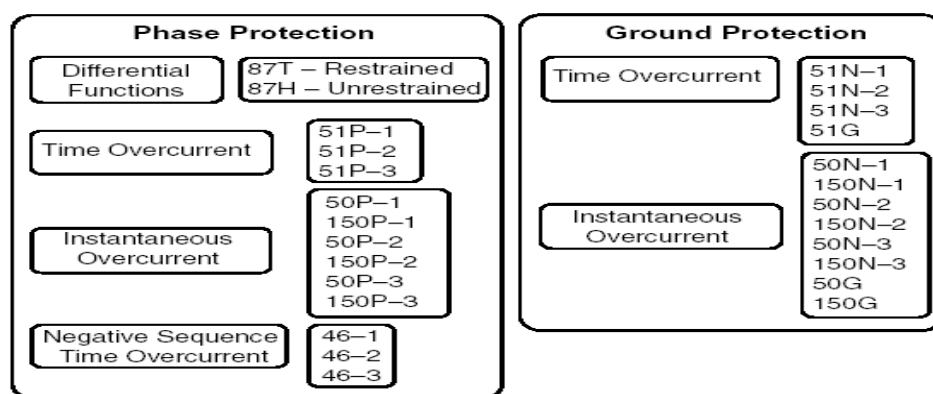 Phase Protection
Differential
Functions
87T – Restrained
87H – Unrestrained
Time Overcurrent
51P–1
51P–2
51P–3
Instantaneous
Overcurrent
50P–1
150P–1
50P–2
150P–2
50P–3
150P–3
Negative Sequence
Time Overcurrent
46–1
46–2
46–3
Ground Protection
Time Overcurrent
51N–1
51N–2
51N–3
51G
Instantaneous
Overcurrent
50N–1
150N–1
50N–2
150N–2
50N–3
150N–3
50G
150G